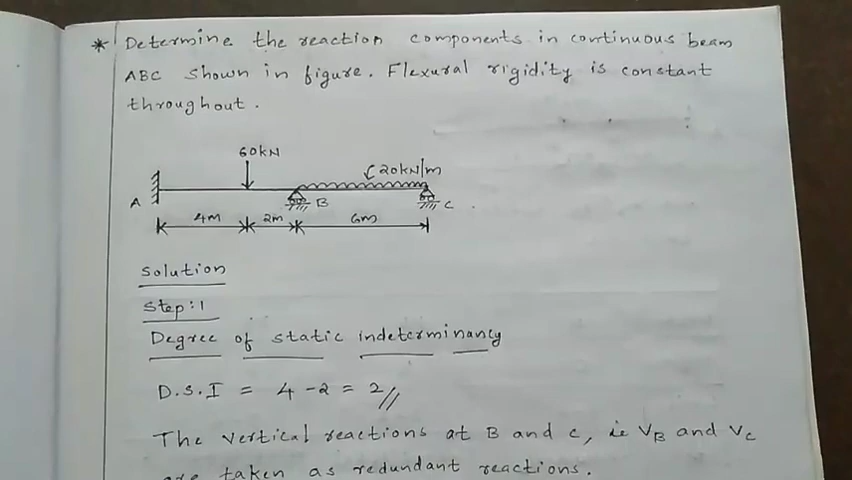 * Determine the reaction components in continuous beam
ABC shown in figure. Flexural rigidity is constant
throughout.
60kN
20kN/m
A
B
C
4m
2m
6m
Solution
Step:1
Degree of static indeterminancy
D.S.I = 4 - 2 = 2//
The vertical reactions at B and C, ie VB and VC
are taken as redundant reactions.